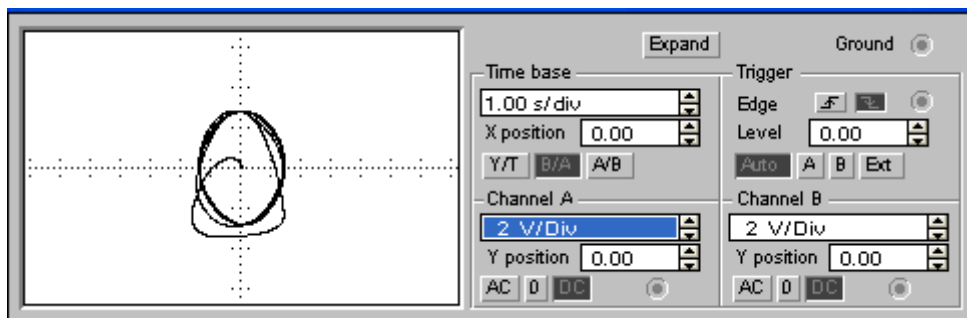 Expand Ground
Time base
1.00 s/div
X position 0.00
Y/T B/A A/B
Trigger
Edge
Level 0.00
Auto A B Ext
Channel A
2 V/Div
Y position 0.00
AC 0 DC
Channel B
2 V/Div
Y position 0.00
AC 0 DC